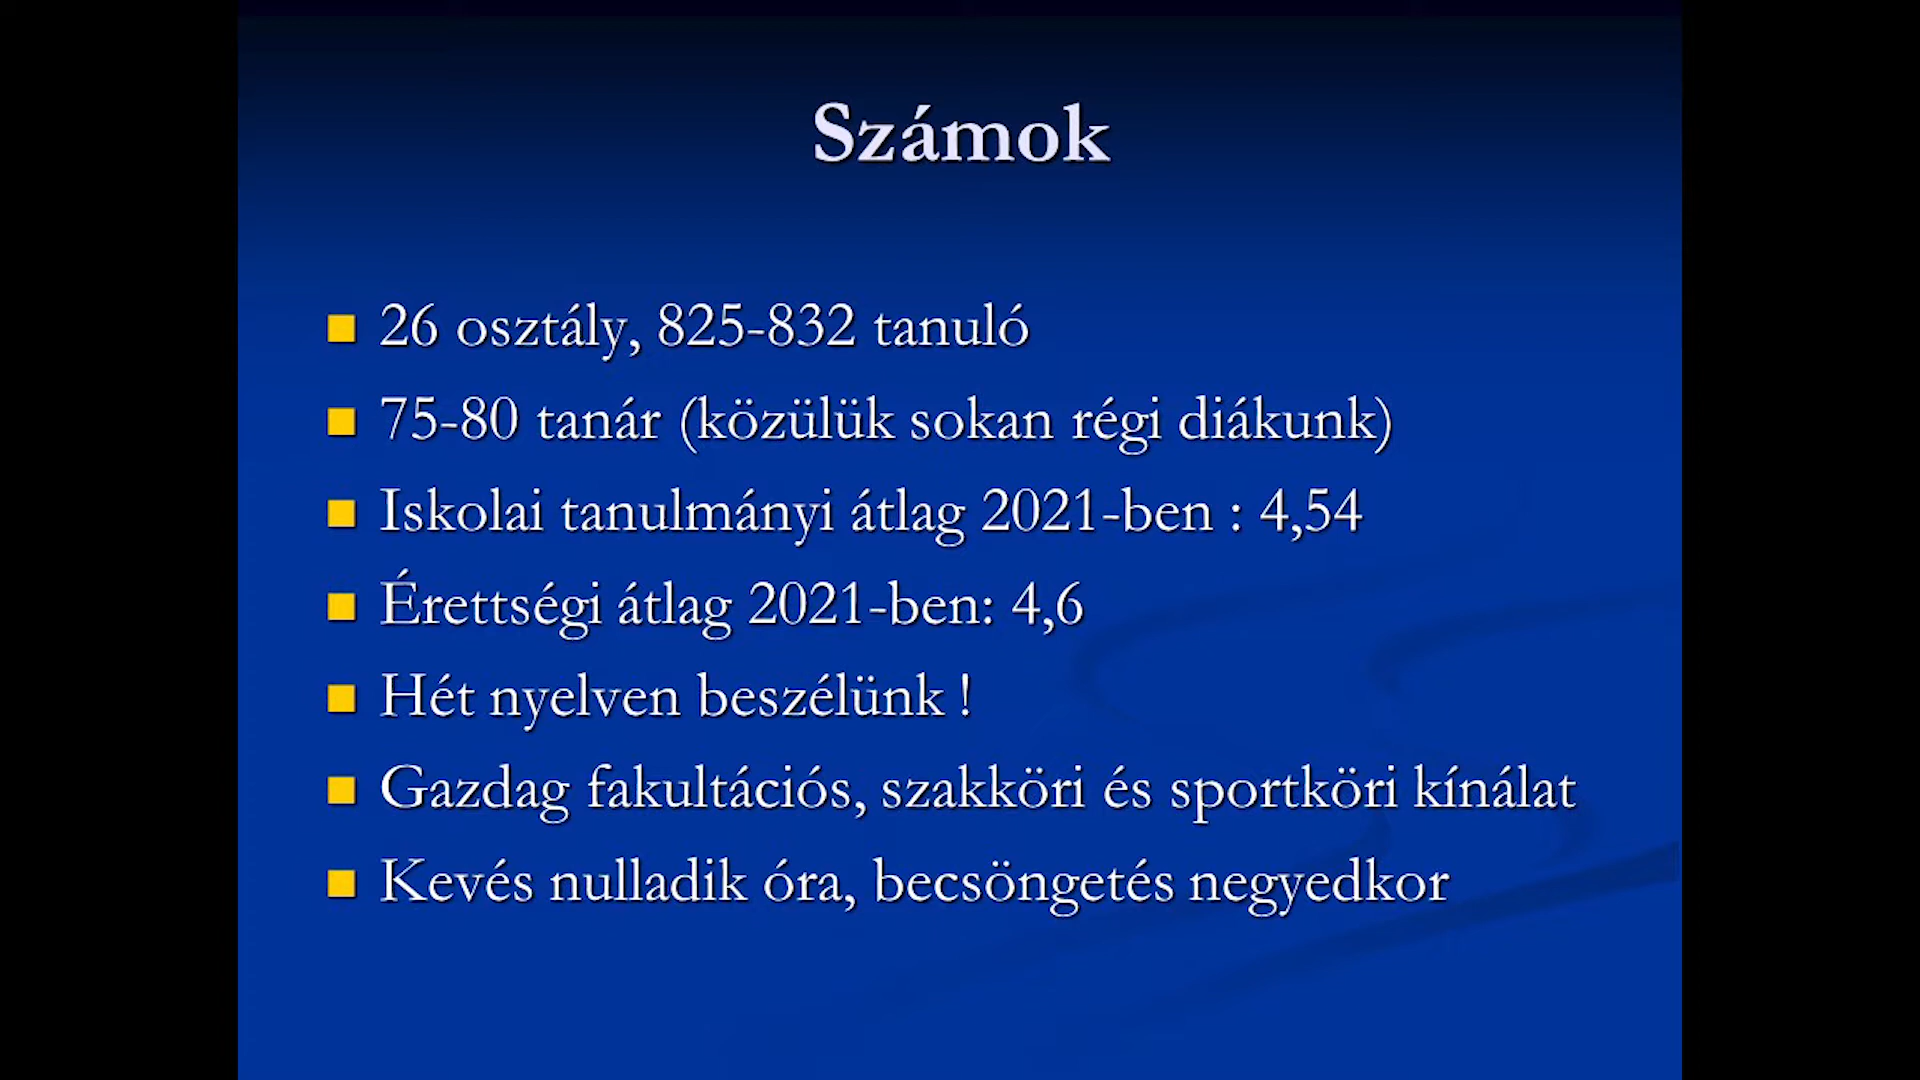 Számok
26 osztály, 825-832 tanuló
75-80 tanár (közülük sokan régi diákunk)
Iskolai tanulmányi átlag 2021-ben : 4,54
Érettségi átlag 2021-ben: 4,6
Hét nyelven beszélünk !
Gazdag fakultációs, szakköri és sportköri kínálat
Kevés nulladik óra, becsöngetés negyedkor